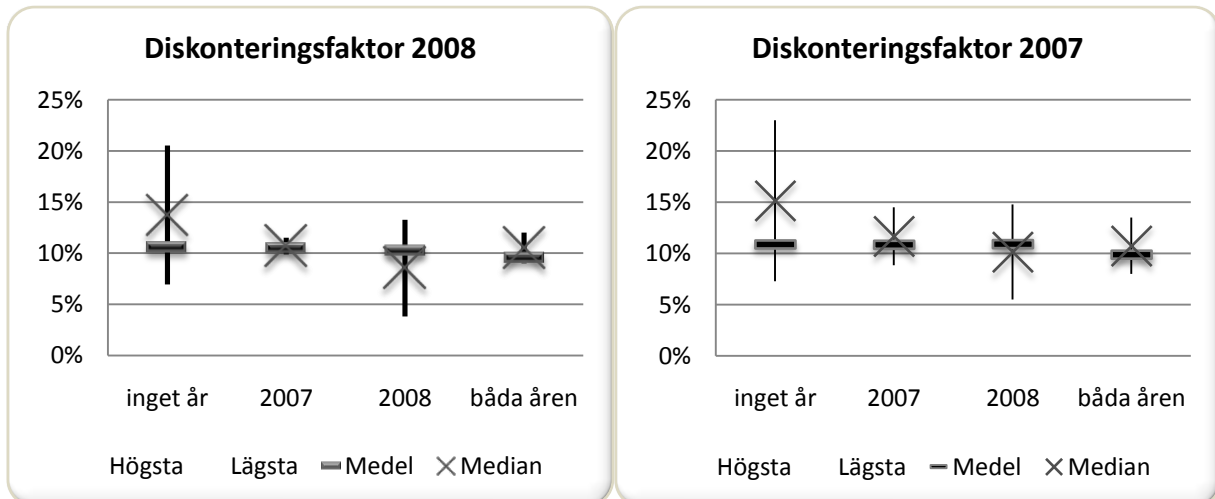 Diskonteringsfaktor 2008
25%
20%
15%
10%
5%
0%
inget år 2007 2008 båda åren
Högsta Lägsta Medel Median
Diskonteringsfaktor 2007
25%
20%
15%
10%
5%
0%
inget år 2007 2008 båda åren
Högsta Lägsta Medel Median